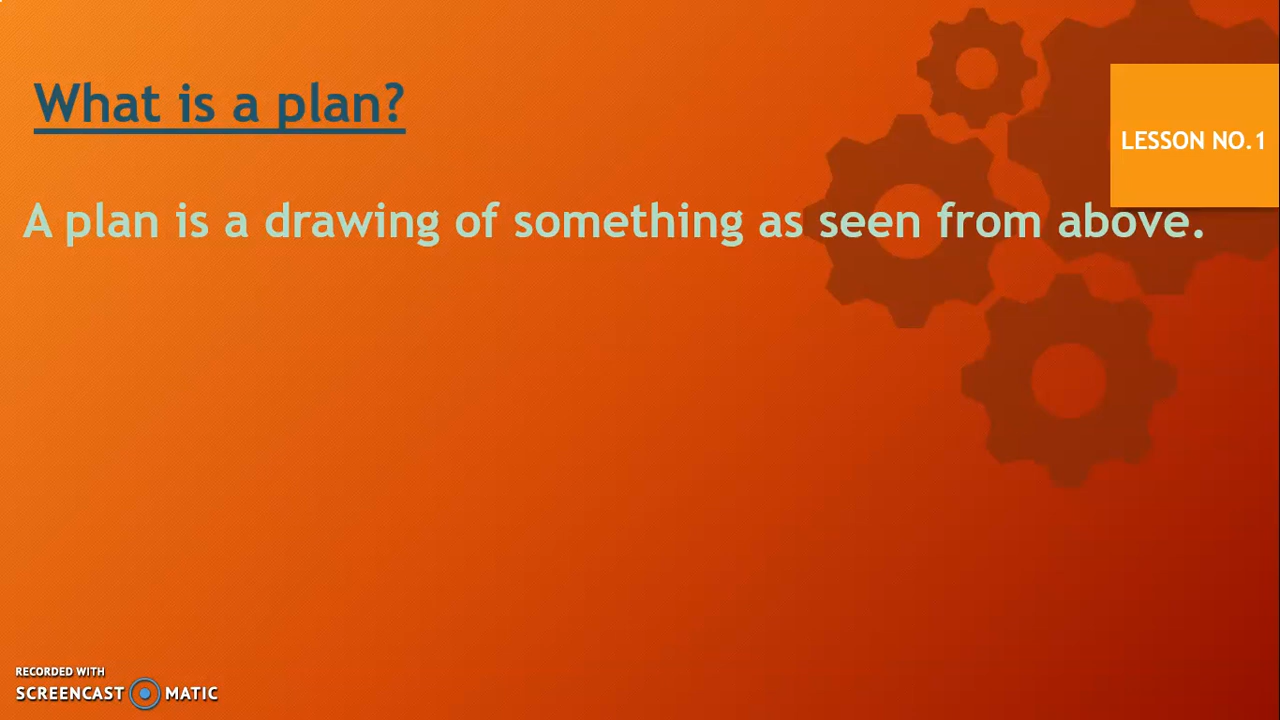 What is a plan?
LESSON NO.1
A plan is a drawing of something as seen from above.
RECORDED WITH
SCREENCAST MATIC